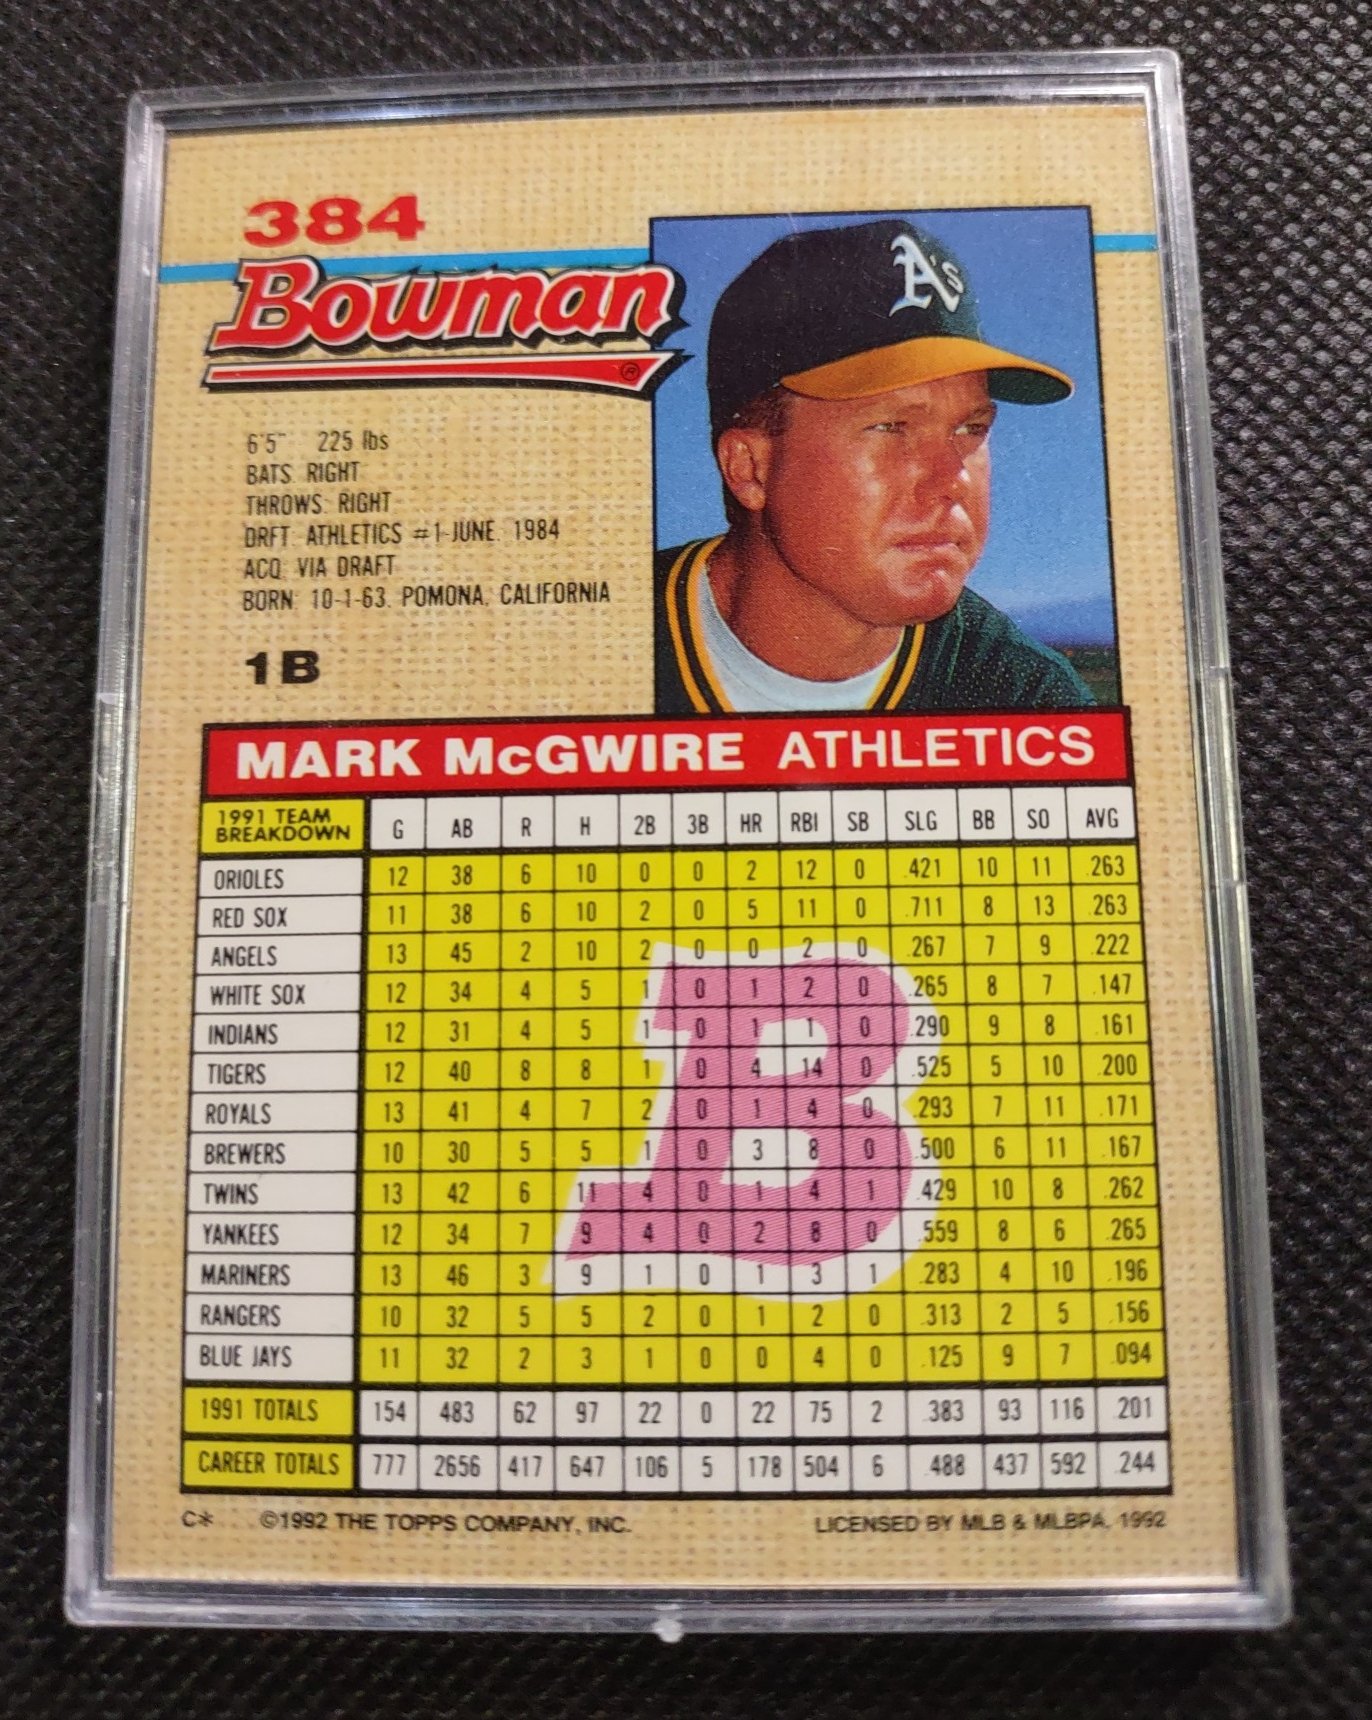 384
Bowman®
A's
6'5" 225 lbs
BATS: RIGHT
THROWS: RIGHT
DRFT: ATHLETICS #1-JUNE, 1984
ACQ: VIA DRAFT
BORN: 10-1-63, POMONA, CALIFORNIA
1B
MARK McGWIRE ATHLETICS
1991 TEAM BREAKDOWN G AB R H 2B 3B HR RBI SB SLG BB SO AVG
ORIOLES 12 38 6 10 0 0 2 12 0 .421 10 11 .263
RED SOX 11 38 6 10 2 0 5 11 0 .711 8 13 .263
ANGELS 13 45 2 10 2 0 0 2 0 .267 7 9 .222
WHITE SOX 12 34 4 5 1 0 1 2 0 .265 8 7 .147
INDIANS 12 31 4 5 1 0 1 1 0 .290 9 8 .161
TIGERS 12 40 8 8 1 0 4 14 0 .525 5 10 .200
ROYALS 13 41 4 7 2 0 1 4 0 .293 7 11 .171
BREWERS 10 30 5 5 1 0 3 8 0 .500 6 11 .167
TWINS 13 42 6 11 4 0 1 4 1 .429 10 8 .262
YANKEES 12 34 7 9 4 0 2 8 0 .559 8 6 .265
MARINERS 13 46 3 9 1 0 1 3 1 .283 4 10 .196
RANGERS 10 32 5 5 2 0 1 2 0 .313 2 5 .156
BLUE JAYS 11 32 2 3 1 0 0 4 0 .125 9 7 .094
1991 TOTALS 154 483 62 97 22 0 22 75 2 .383 93 116 .201
CAREER TOTALS 777 2656 417 647 106 5 178 504 6 .488 437 592 .244
B
C* ©1992 THE TOPPS COMPANY, INC. LICENSED BY MLB & MLBPA, 1992